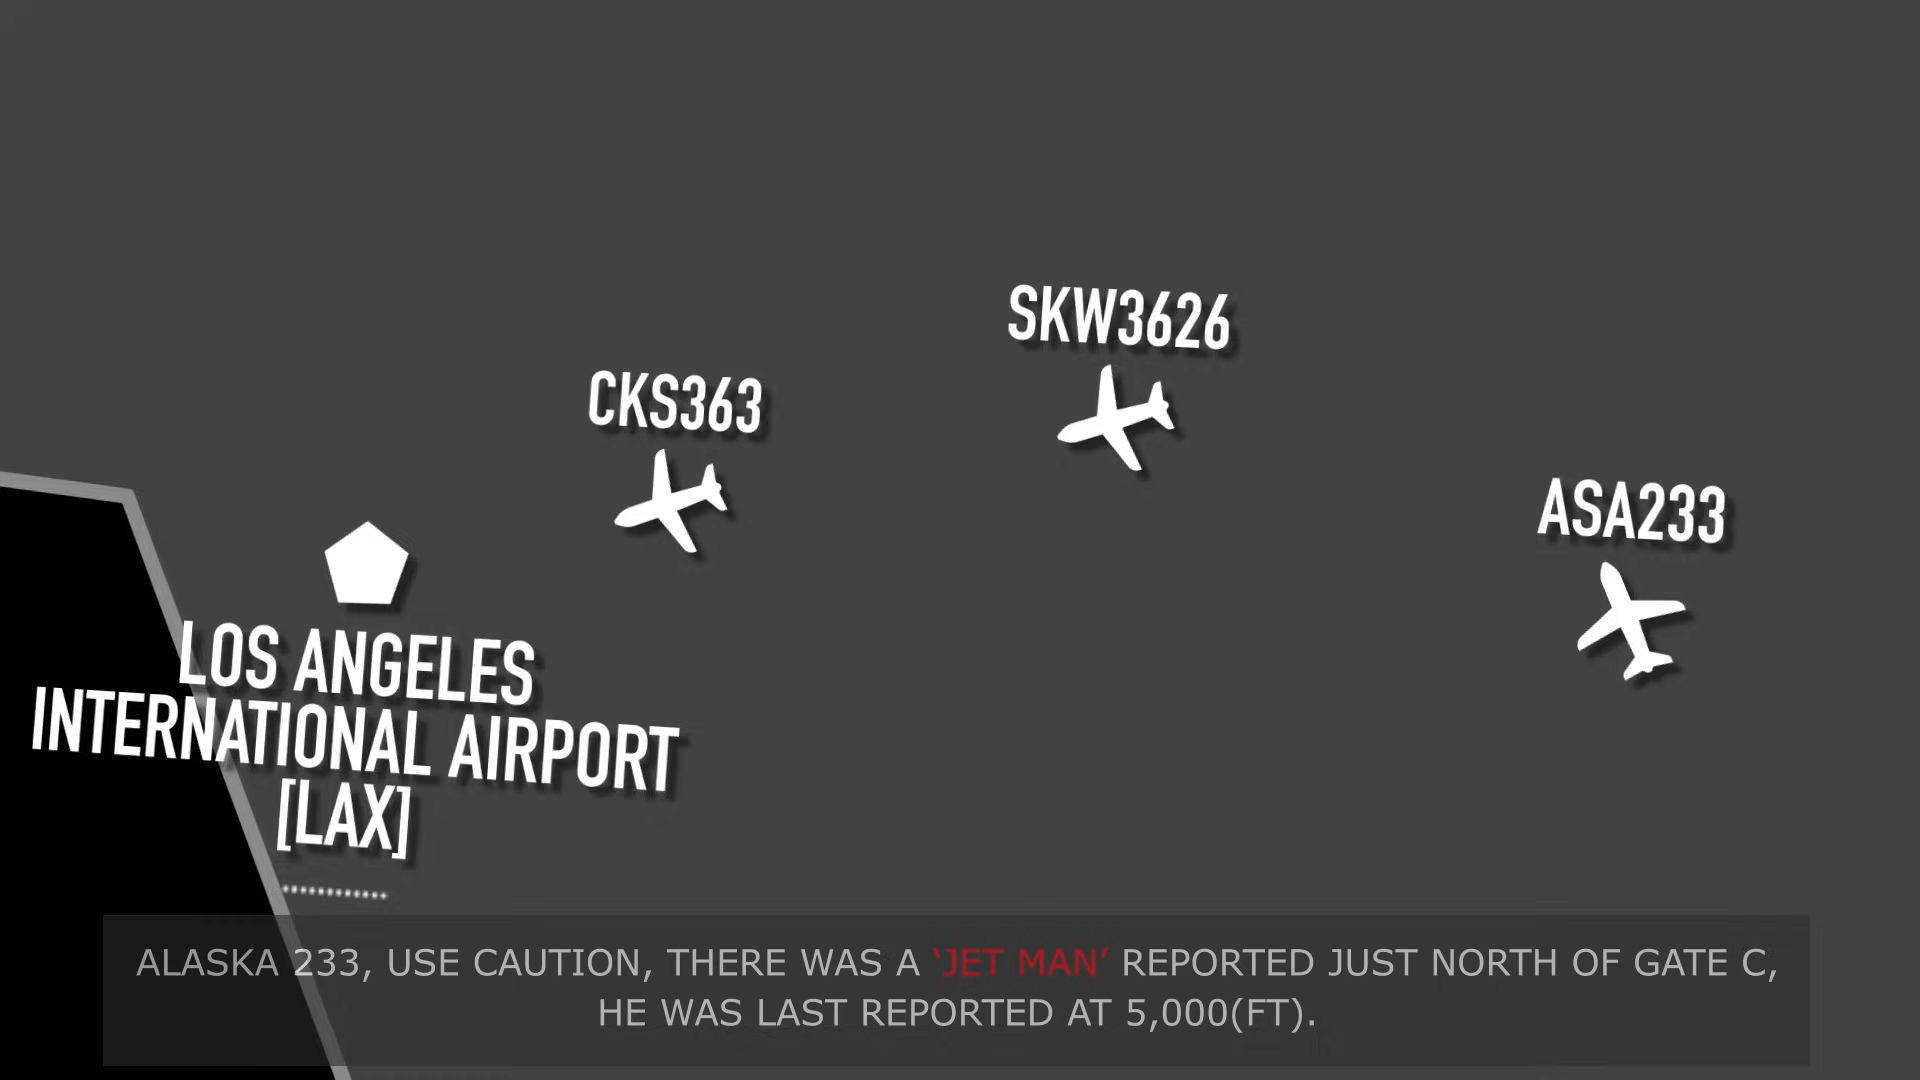 SKW3626
CKS363
ASA233
LOS ANGELES
INTERNATIONAL AIRPORT
[LAX]
ALASKA 233, USE CAUTION, THERE WAS A ‘JET MAN’ REPORTED JUST NORTH OF GATE C,
HE WAS LAST REPORTED AT 5,000(FT).